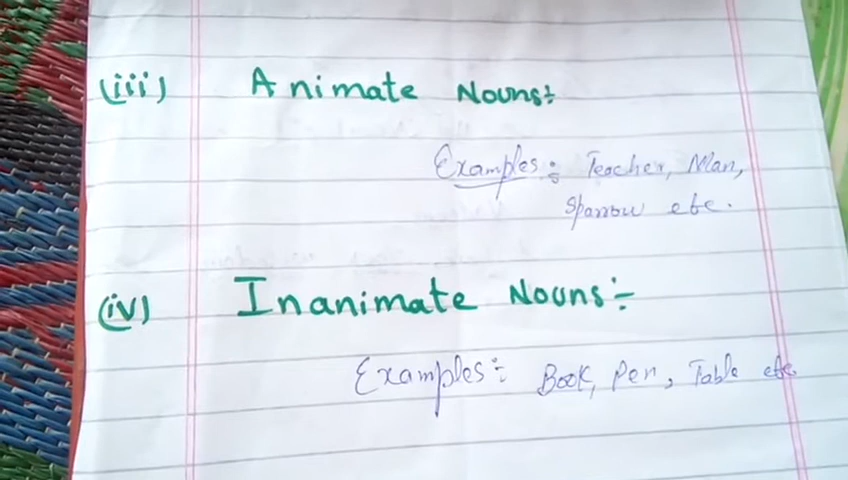 (iii) Animate Nouns:-
Examples:- Teacher, Man,
Sparrow etc.
(iv) Inanimate Nouns:-
Examples:- Book, Pen, Table etc